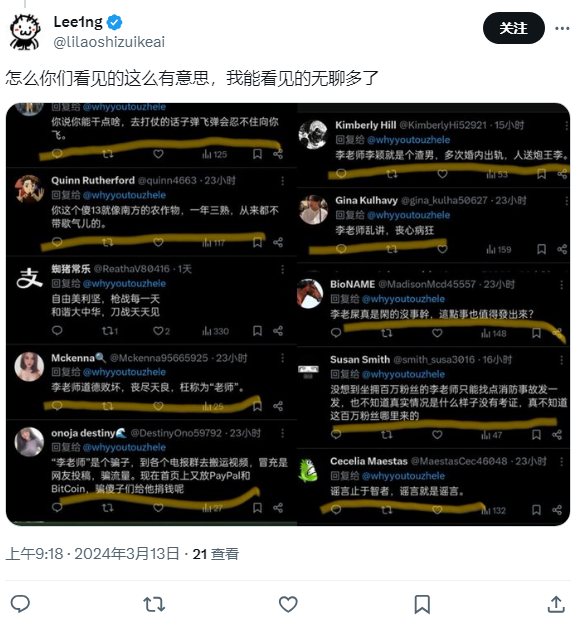 Lee1ng
@lilaoshizuikeai
关注
怎么你们看见的这么有意思，我能看见的无聊多了
回复给 @whyyoutouzhele
你说你能干点啥，去打仗的话子弹飞弹会忍不住向你
飞。
125
Quinn Rutherford @quinn4663 · 23小时
回复给 @whyyoutouzhele
你这个傻13就像南方的农作物，一年三熟，从来都不
带歇气儿的。
117
蜘猪常乐 @ReathaV80416 · 1天
回复给 @whyyoutouzhele
自由美利坚，枪战每一天
和谐大中华，刀战天天见
1 2 330
Mckenna🔍 @Mckenna95665925 · 23小时
回复给 @whyyoutouzhele
李老师道德败坏，丧尽天良，枉称为“老师”。
25
onoja destiny🌊 @DestinyOno59792 · 23小时
回复给 @whyyoutouzhele
“李老师”是个骗子，到各个电报群去搬运视频，冒充是
网友投稿，骗流量。现在首页上又放PayPal和
BitCoin，骗傻子们给他捐钱呢
27
Kimberly Hill @KimberlyHi52921 · 15小时
回复给 @whyyoutouzhele
李老师李颖就是个渣男，多次婚内出轨，人送炮王李。
53
Gina Kulhavy @gina_kulha50627 · 23小时
回复给 @whyyoutouzhele
李老师乱讲，丧心病狂
159
BioNAME @MadisonMcd45557 · 23小时
回复给 @whyyoutouzhele
李老屎真是閑的沒事幹，這點事也值得發出來？
148
Susan Smith @smith_susa3016 · 16小时
回复给 @whyyoutouzhele
没想到坐拥百万粉丝的李老师只能找点消防事故发一
发，也不知道真实情况是什么样子没有考证，真不知道
这百万粉丝哪里来的
47
Cecelia Maestas @MaestasCec46048 · 23小时
回复给 @whyyoutouzhele
谣言止于智者，谣言就是谣言。
132
上午9:18 · 2024年3月13日 · 21 查看